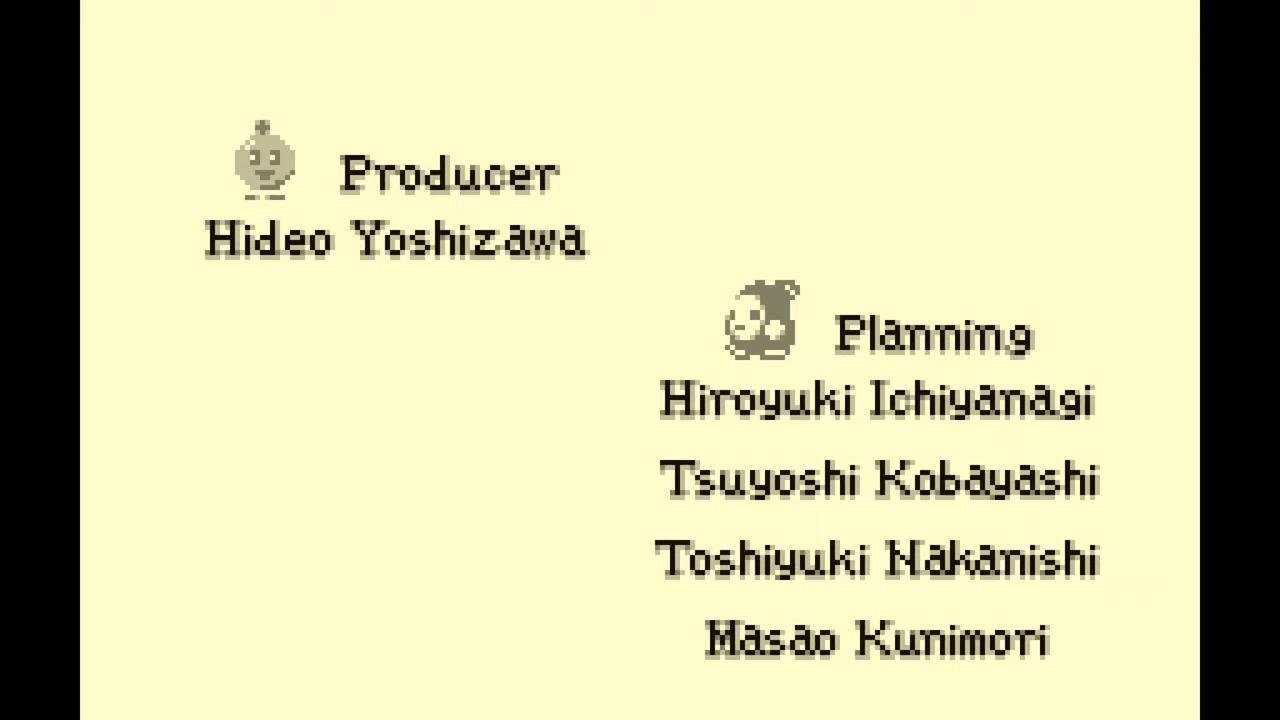 Producer
Hideo Yoshizawa
Planning
Hiroyuki Ichiyanagi
Tsuyoshi Kobayashi
Toshiyuki Nakanishi
Masao Kunimori